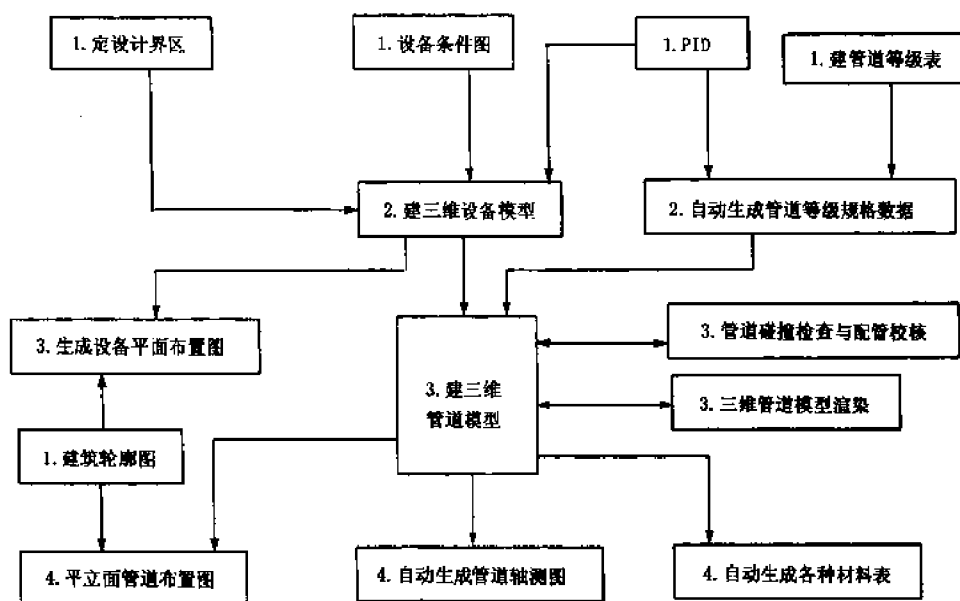 1. 定设计界区
1. 设备条件图
1. PID
1. 建管道等级表
2. 建三维设备模型
2. 自动生成管道等级规格数据
3. 生成设备平面布置图
3. 建三维
管道模型
3. 管道碰撞检查与配管校核
3. 三维管道模型渲染
1. 建筑轮廓图
4. 平立面管道布置图
4. 自动生成管道轴测图
4. 自动生成各种材料表